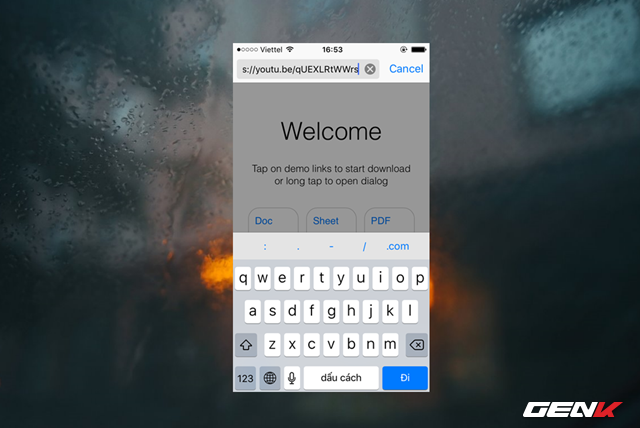 Viettel 16:53
s://youtu.be/qUEXLRtWWrs Cancel
Welcome
Tap on demo links to start download
or long tap to open dialog
Doc Sheet PDF
: . - / .com
q w e r t y u i o p
a s d f g h j k l
z x c v b n m
123 dấu cách Đi
GENK